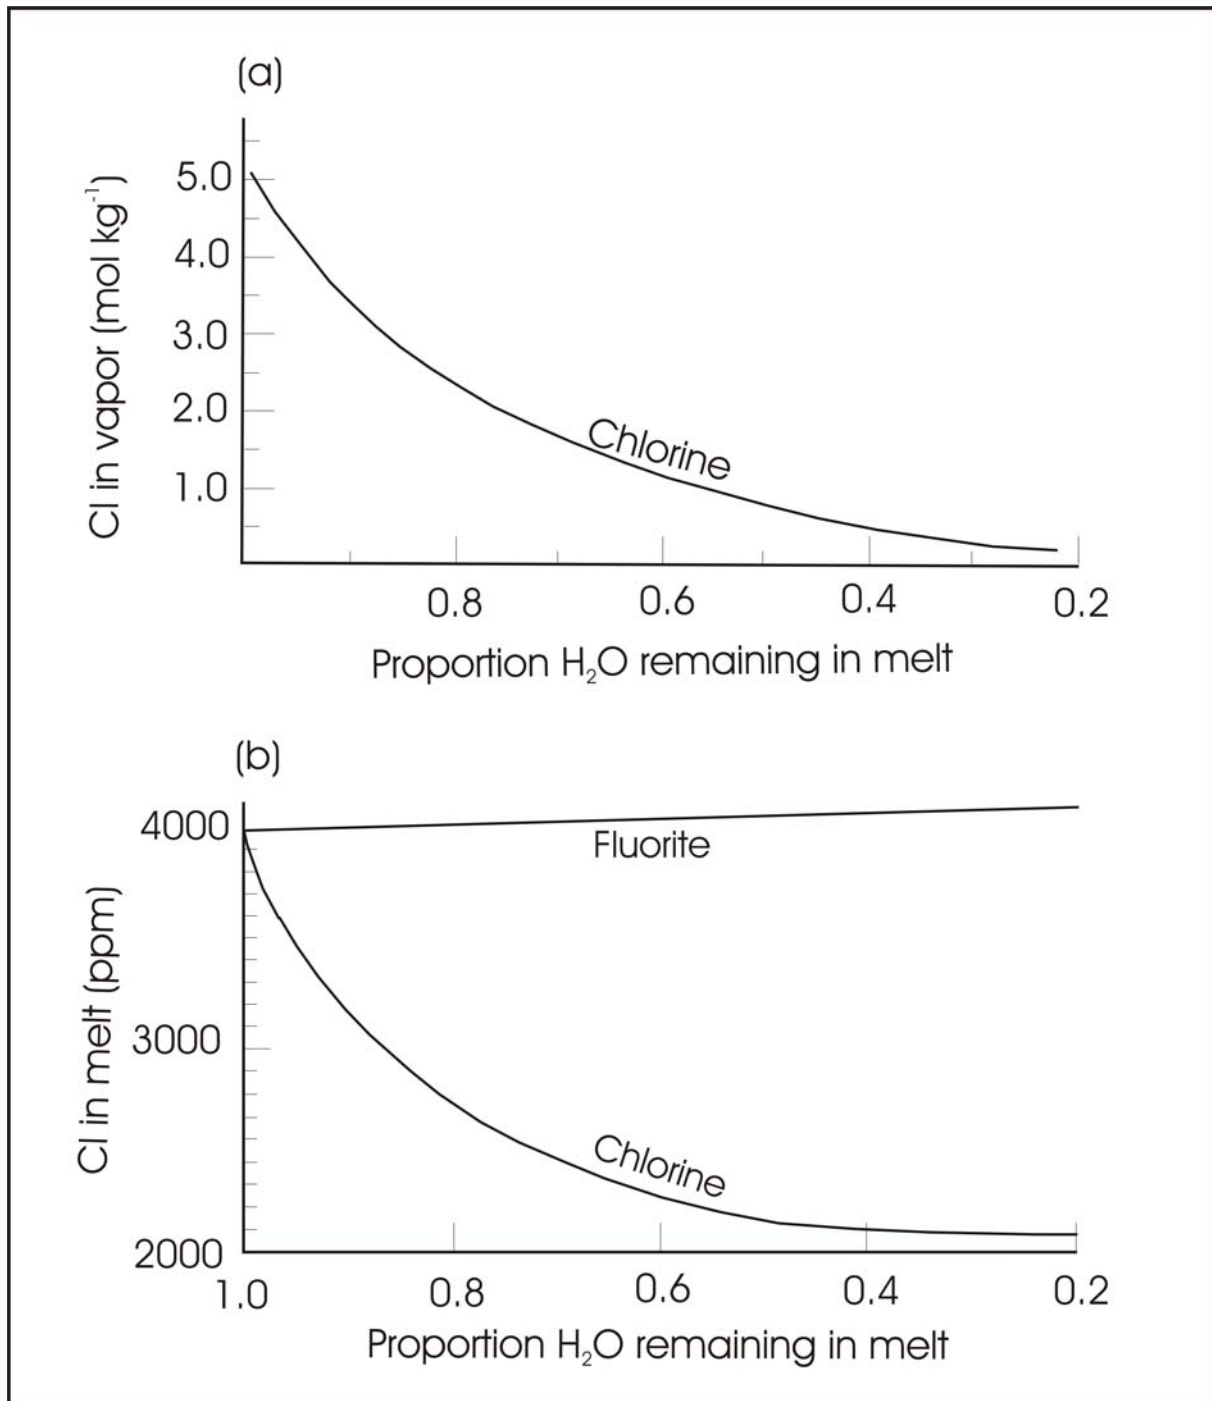 (a)
Cl in vapor (mol kg⁻¹)
5.0
4.0
3.0
2.0
1.0
Chlorine
0.8 0.6 0.4 0.2
Proportion H₂O remaining in melt
(b)
Cl in melt (ppm)
4000
Fluorite
3000
Chlorine
2000
1.0 0.8 0.6 0.4 0.2
Proportion H₂O remaining in melt